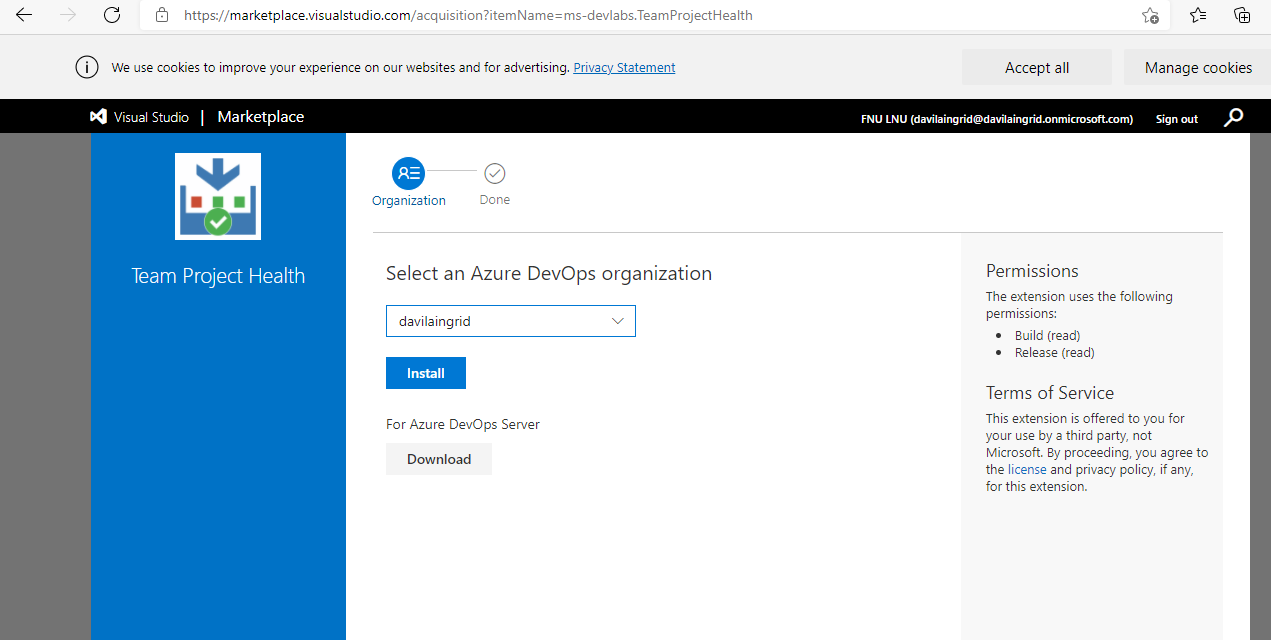 https://marketplace.visualstudio.com/acquisition?itemName=ms-devlabs.TeamProjectHealth
We use cookies to improve your experience on our websites and for advertising. Privacy Statement
Accept all
Manage cookies
Visual Studio | Marketplace
FNU LNU (davilaingrid@davilaingrid.onmicrosoft.com)
Sign out
Team Project Health
Organization
Done
Select an Azure DevOps organization
davilaingrid
Install
For Azure DevOps Server
Download
Permissions
The extension uses the following
permissions:
Build (read)
Release (read)
Terms of Service
This extension is offered to you for
your use by a third party, not
Microsoft. By proceeding, you agree to
the license and privacy policy, if any,
for this extension.